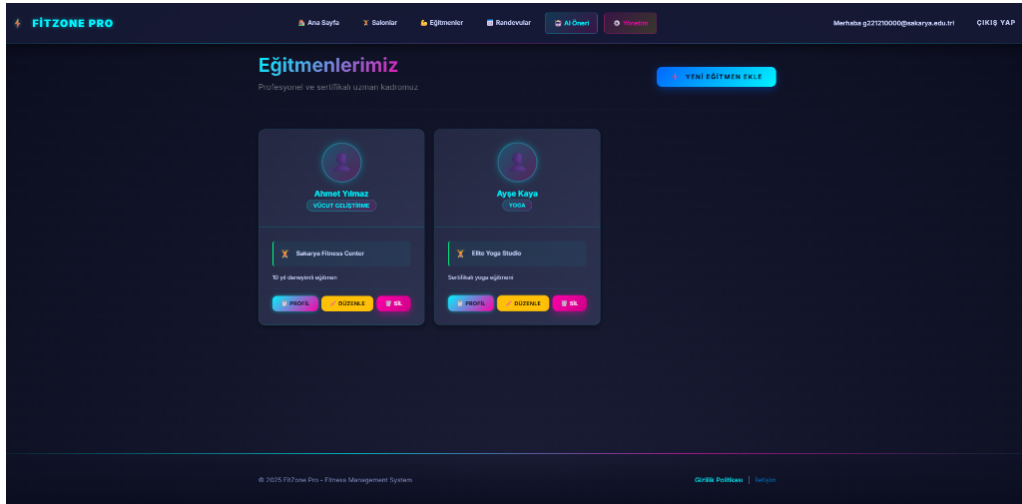 FİTZONE PRO
Ana Sayfa
Salonlar
Eğitmenler
Randevular
AI Öneri
Yönetim
Merhaba g221210000@sakarya.edu.tr!
ÇIKIŞ YAP
Eğitmenlerimiz
Profesyonel ve sertifikalı uzman kadromuz
YENİ EĞİTMEN EKLE
Ahmet Yılmaz
VÜCUT GELİŞTİRME
Sakarya Fitness Center
10 yıl deneyimli eğitmen
PROFİL
DÜZENLE
SİL
Ayşe Kaya
YOGA
Elite Yoga Studio
Sertifikalı yoga eğitmeni
PROFİL
DÜZENLE
SİL
© 2025 FitZone Pro - Fitness Management System
Gizlilik Politikası | İletişim